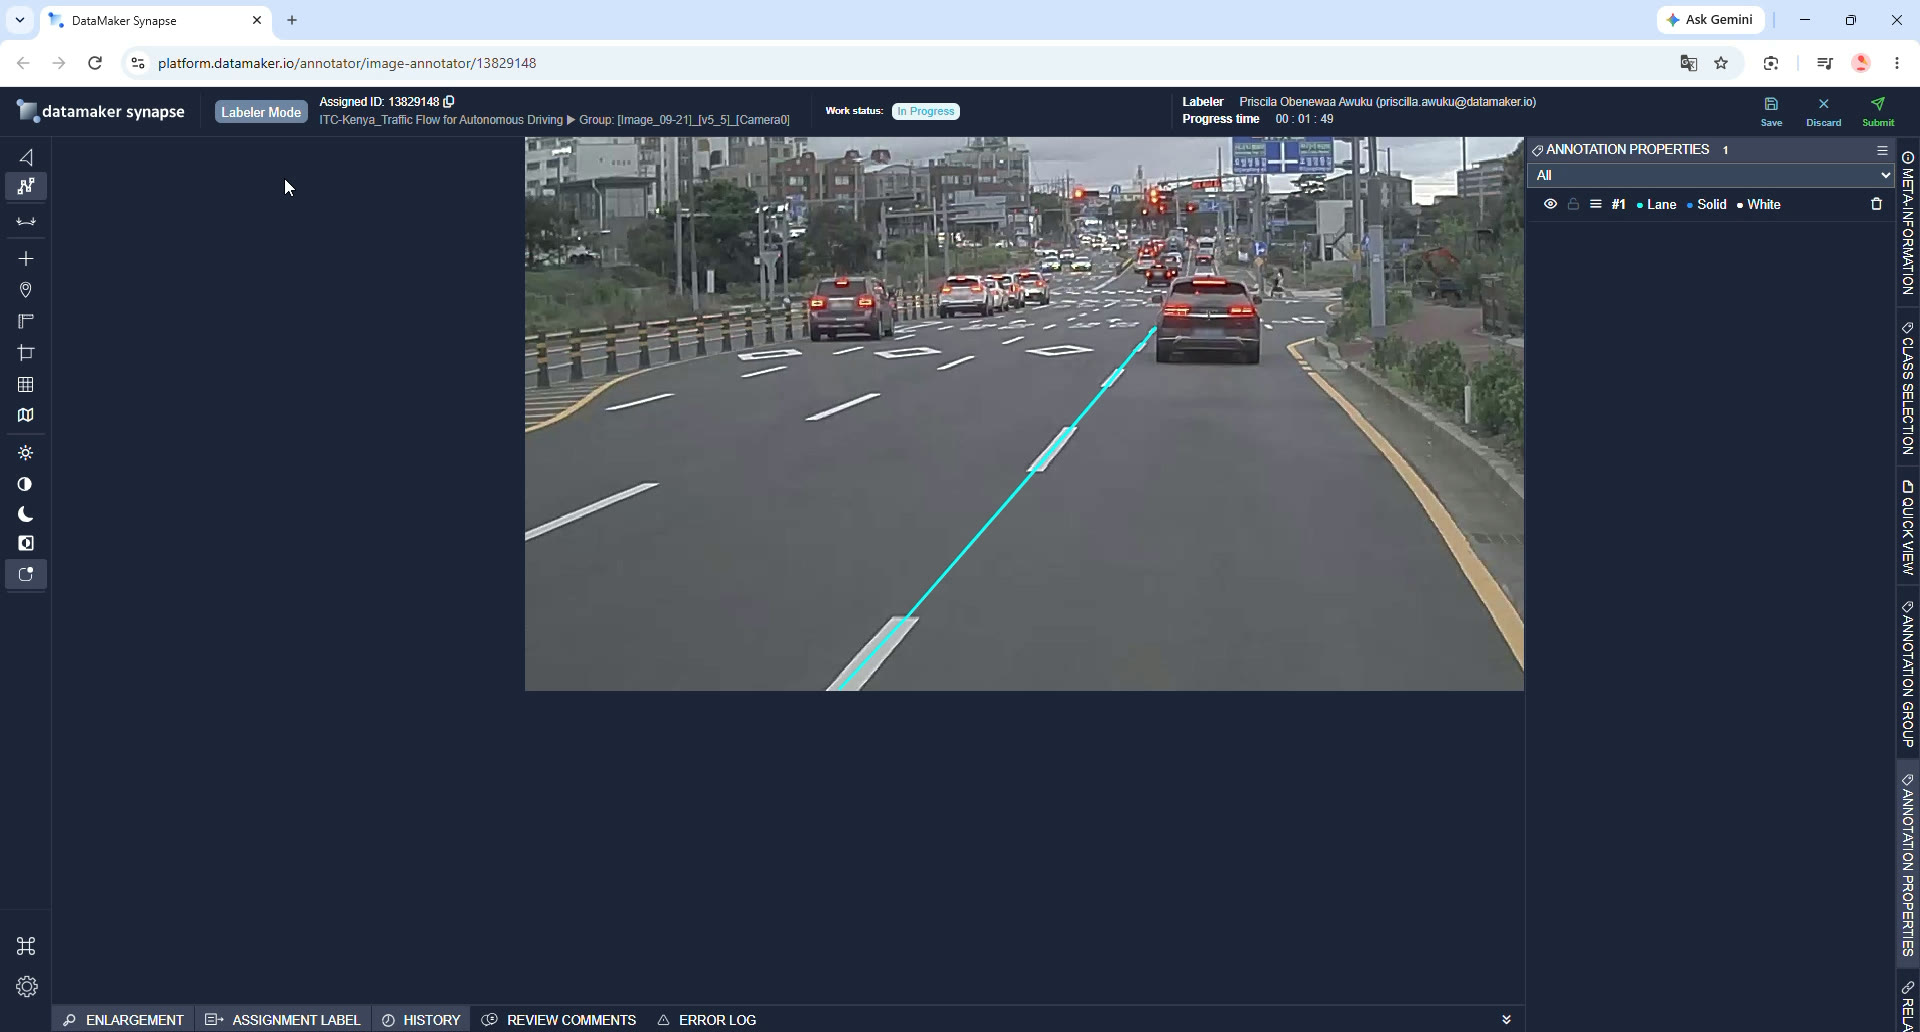 DataMaker Synapse
Ask Gemini
platform.datamaker.io/annotator/image-annotator/13829148
datamaker synapse
Labeler Mode
Assigned ID: 13829148
ITC-Kenya_Traffic Flow for Autonomous Driving ▶ Group: [Image_09-21]_[v5_5]_[Camera0]
Work status: In Progress
Labeler Priscila Obenewaa Awuku (priscilla.awuku@datamaker.io)
Progress time 00 : 01 : 49
Save
Discard
Submit
ANNOTATION PROPERTIES 1
All
#1 Lane Solid White
META-INFORMATION
CLASS SELECTION
QUICK VIEW
ANNOTATION GROUP
ANNOTATION PROPERTIES
RELA
ENLARGEMENT
ASSIGNMENT LABEL
HISTORY
REVIEW COMMENTS
ERROR LOG